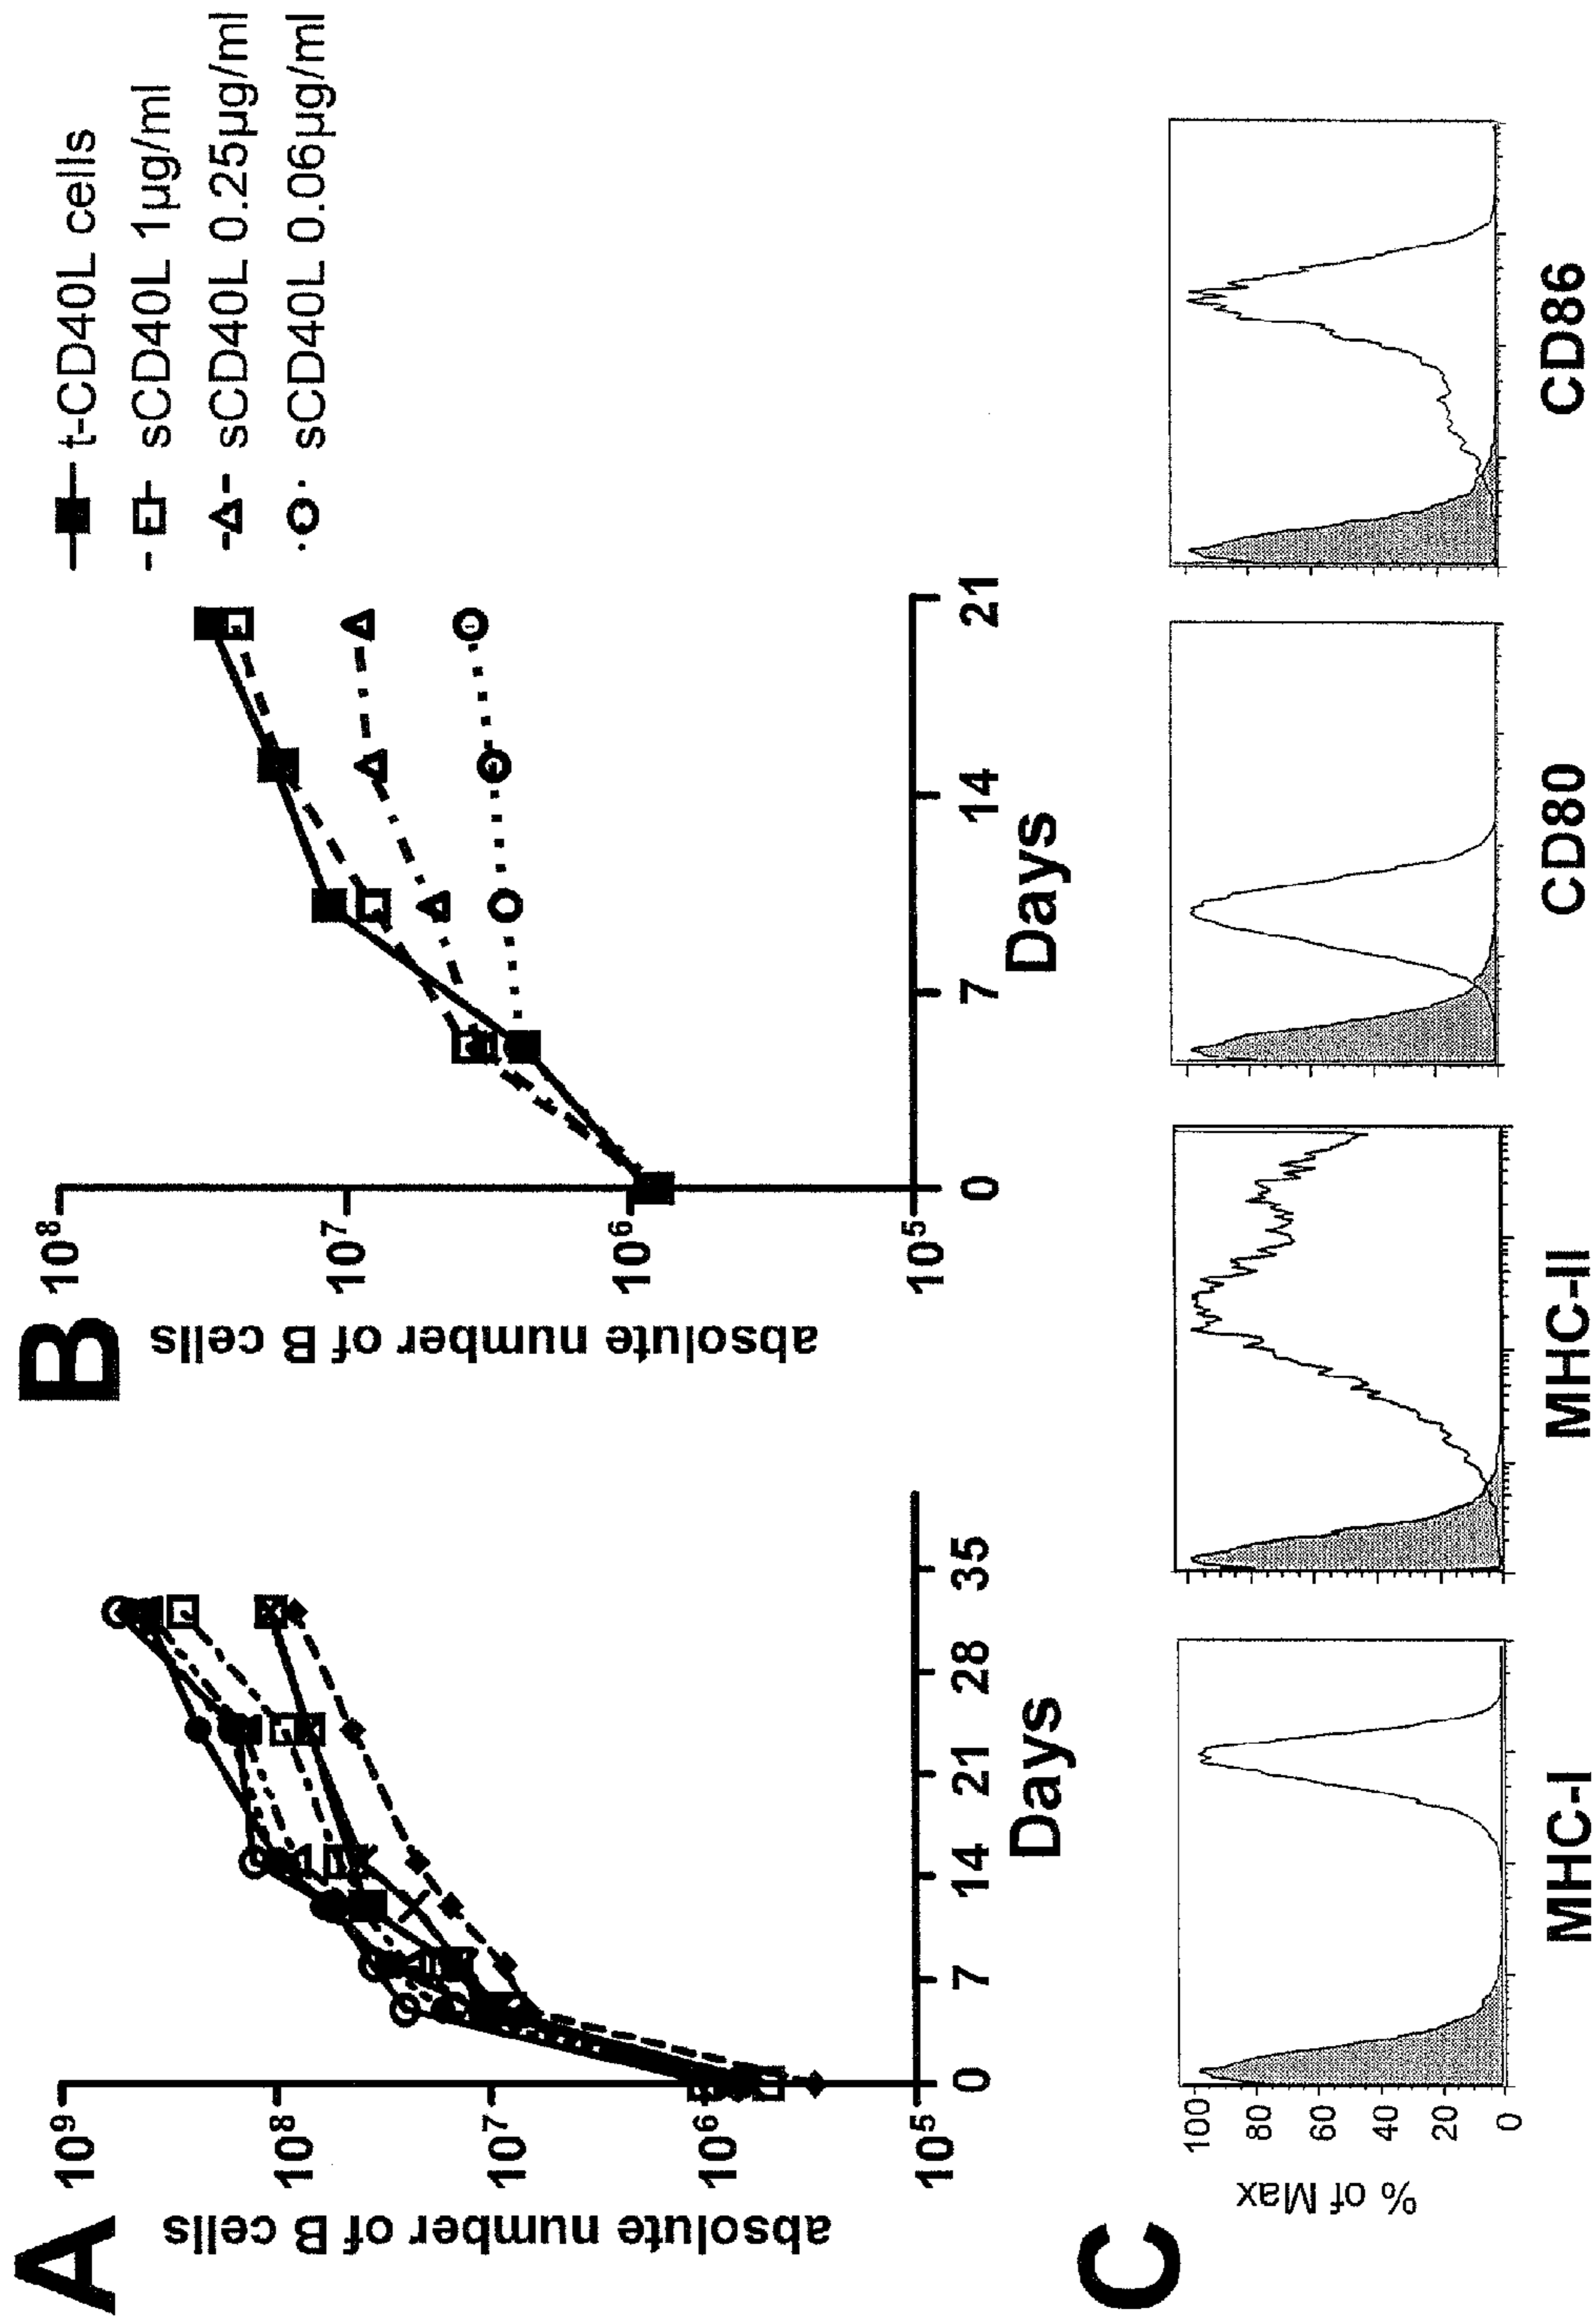 A
absolute number of B cells
10⁹
10⁸
10⁷
10⁶
10⁵
0 7 14 21 28 35
Days
B
absolute number of B cells
10⁸
10⁷
10⁶
10⁵
0 7 14 21
Days
t-CD40L cells
sCD40L 1µg/ml
sCD40L 0.25µg/ml
sCD40L 0.06µg/ml
C
% of Max
100
80
60
40
20
0
MHC-I
MHC-II
CD80
CD86